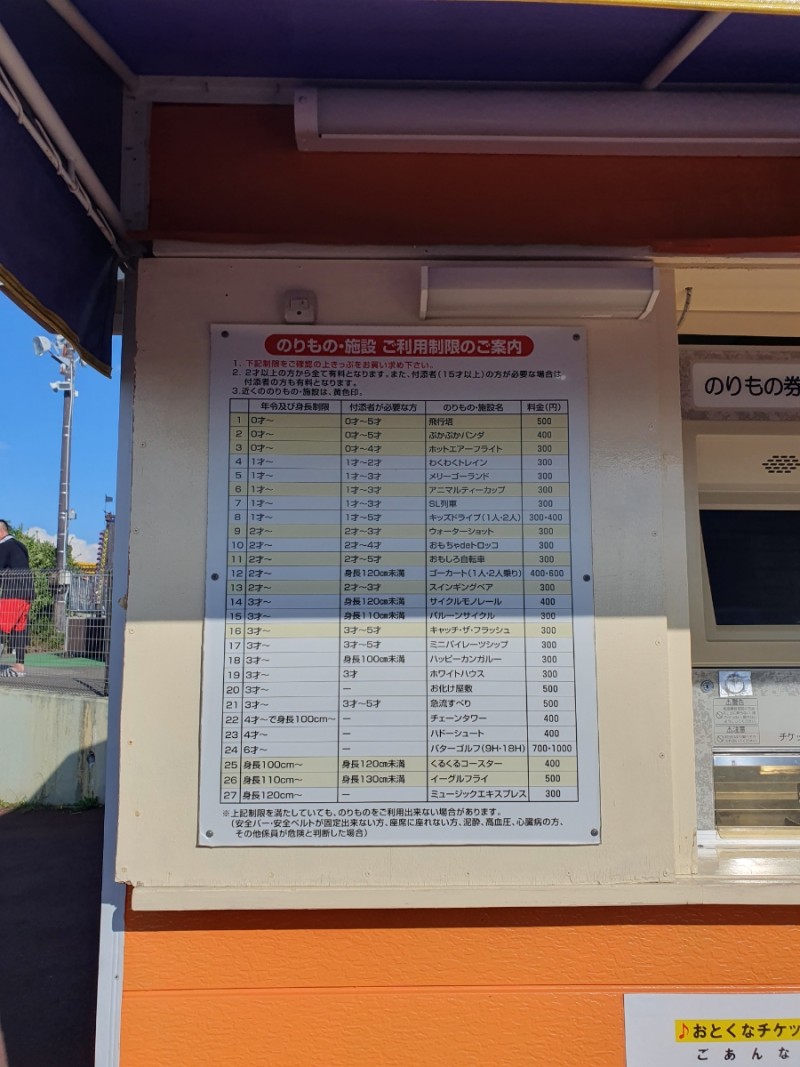 のりもの・施設 ご利用制限のご案内
1. 下記制限をご確認の上きっぷをお買い求め下さい。
2. 2才以上の方から全て有料となります。また、付添者(15才以上)の方が必要な場合は
付添者の方も有料となります。
3. 近くののりもの・施設は、黄色印。
年令及び身長制限 付添者が必要な方 のりもの・施設名 料金(円)
1 0才〜 0才〜5才 飛行塔 500
2 0才〜 0才〜5才 ぷかぷかパンダ 400
3 0才〜 0才〜4才 ホットエアーフライト 300
4 1才〜 1才〜2才 わくわくトレイン 300
5 1才〜 1才〜3才 メリーゴーランド 300
6 1才〜 1才〜3才 アニマルティーカップ 300
7 1才〜 1才〜3才 SL列車 300
8 1才〜 1才〜5才 キッズドライブ(1人・2人) 300-400
9 2才〜 2才〜3才 ウォーターショット 300
10 2才〜 2才〜4才 おもちゃdeトロッコ 300
11 2才〜 2才〜5才 おもしろ自転車 300
12 2才〜 身長120cm未満 ゴーカート(1人・2人乗り) 400-600
13 2才〜 2才〜3才 スインギングベア 300
14 3才〜 身長120cm未満 サイクルモノレール 400
15 3才〜 身長110cm未満 バルーンサイクル 300
16 3才〜 3才〜5才 キャッチ・ザ・フラッシュ 300
17 3才〜 3才〜5才 ミニバイレーツシップ 300
18 3才〜 身長100cm未満 ハッピーカンガルー 300
19 3才〜 3才 ホワイトハウス 300
20 3才〜 ー お化け屋敷 500
21 3才〜 3才〜5才 急流すべり 500
22 4才〜で身長100cm〜 ー チェーンタワー 400
23 4才〜 ー ハドーシュート 400
24 6才〜 ー パターゴルフ(9H・18H) 700-1000
25 身長100cm〜 身長120cm未満 くるくるコースター 400
26 身長110cm〜 身長130cm未満 イーグルフライ 500
27 身長120cm〜 ー ミュージックエキスプレス 300
※上記制限を満たしていても、のりものをご利用出来ない場合があります。
(安全バー・安全ベルトが固定出来ない方、座席に座れない方、泥酔、高血圧、心臓病の方、
その他係員が危険と判断した場合)
のりもの券
チケッ
♪おとくなチケッ
ごあんな